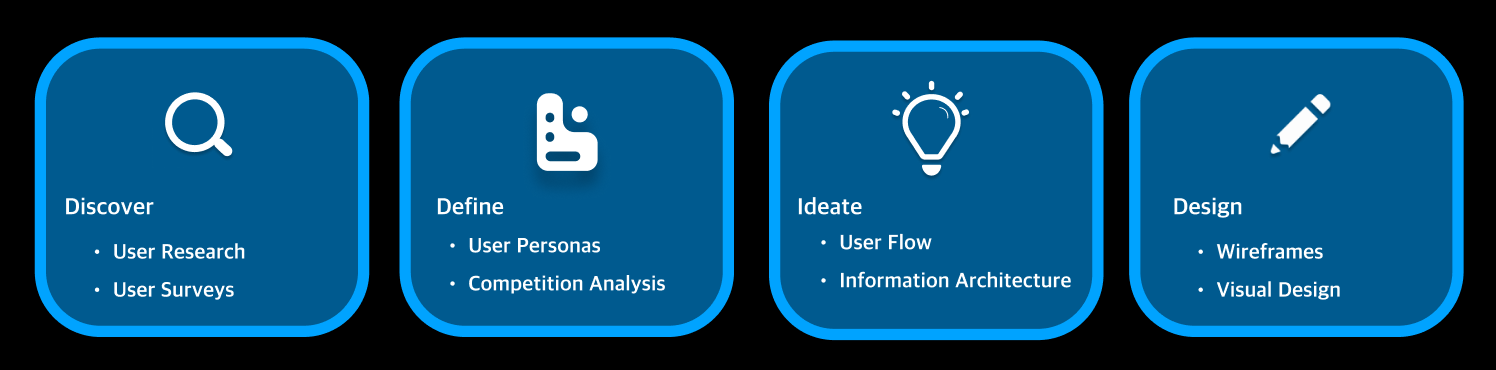 Discover
• User Research
• User Surveys
Define
• User Personas
• Competition Analysis
Ideate
• User Flow
• Information Architecture
Design
• Wireframes
• Visual Design